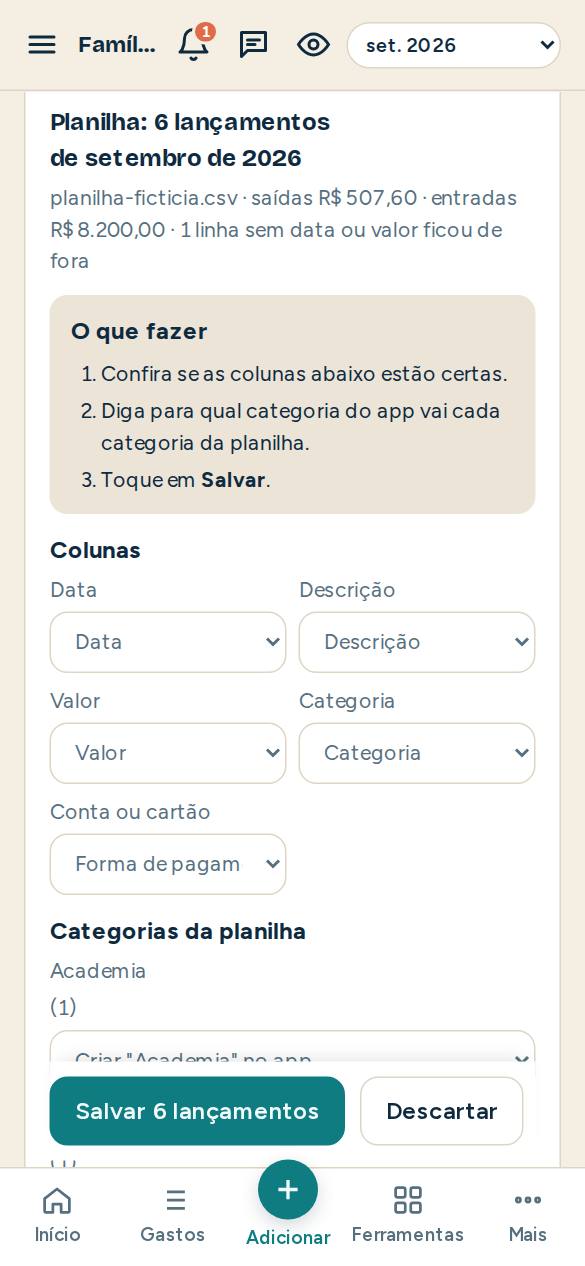 Famíl...
1
set. 2026
Planilha: 6 lançamentos
de setembro de 2026
planilha-ficticia.csv · saídas R$ 507,60 · entradas
R$ 8.200,00 · 1 linha sem data ou valor ficou de
fora
O que fazer
1. Confira se as colunas abaixo estão certas.
2. Diga para qual categoria do app vai cada
categoria da planilha.
3. Toque em Salvar.
Colunas
Data Descrição
Data Descrição
Valor Categoria
Valor Categoria
Conta ou cartão
Forma de pagam
Categorias da planilha
Academia
(1)
Criar "Academia" no app
Salvar 6 lançamentos Descartar
Início Gastos Adicionar Ferramentas Mais